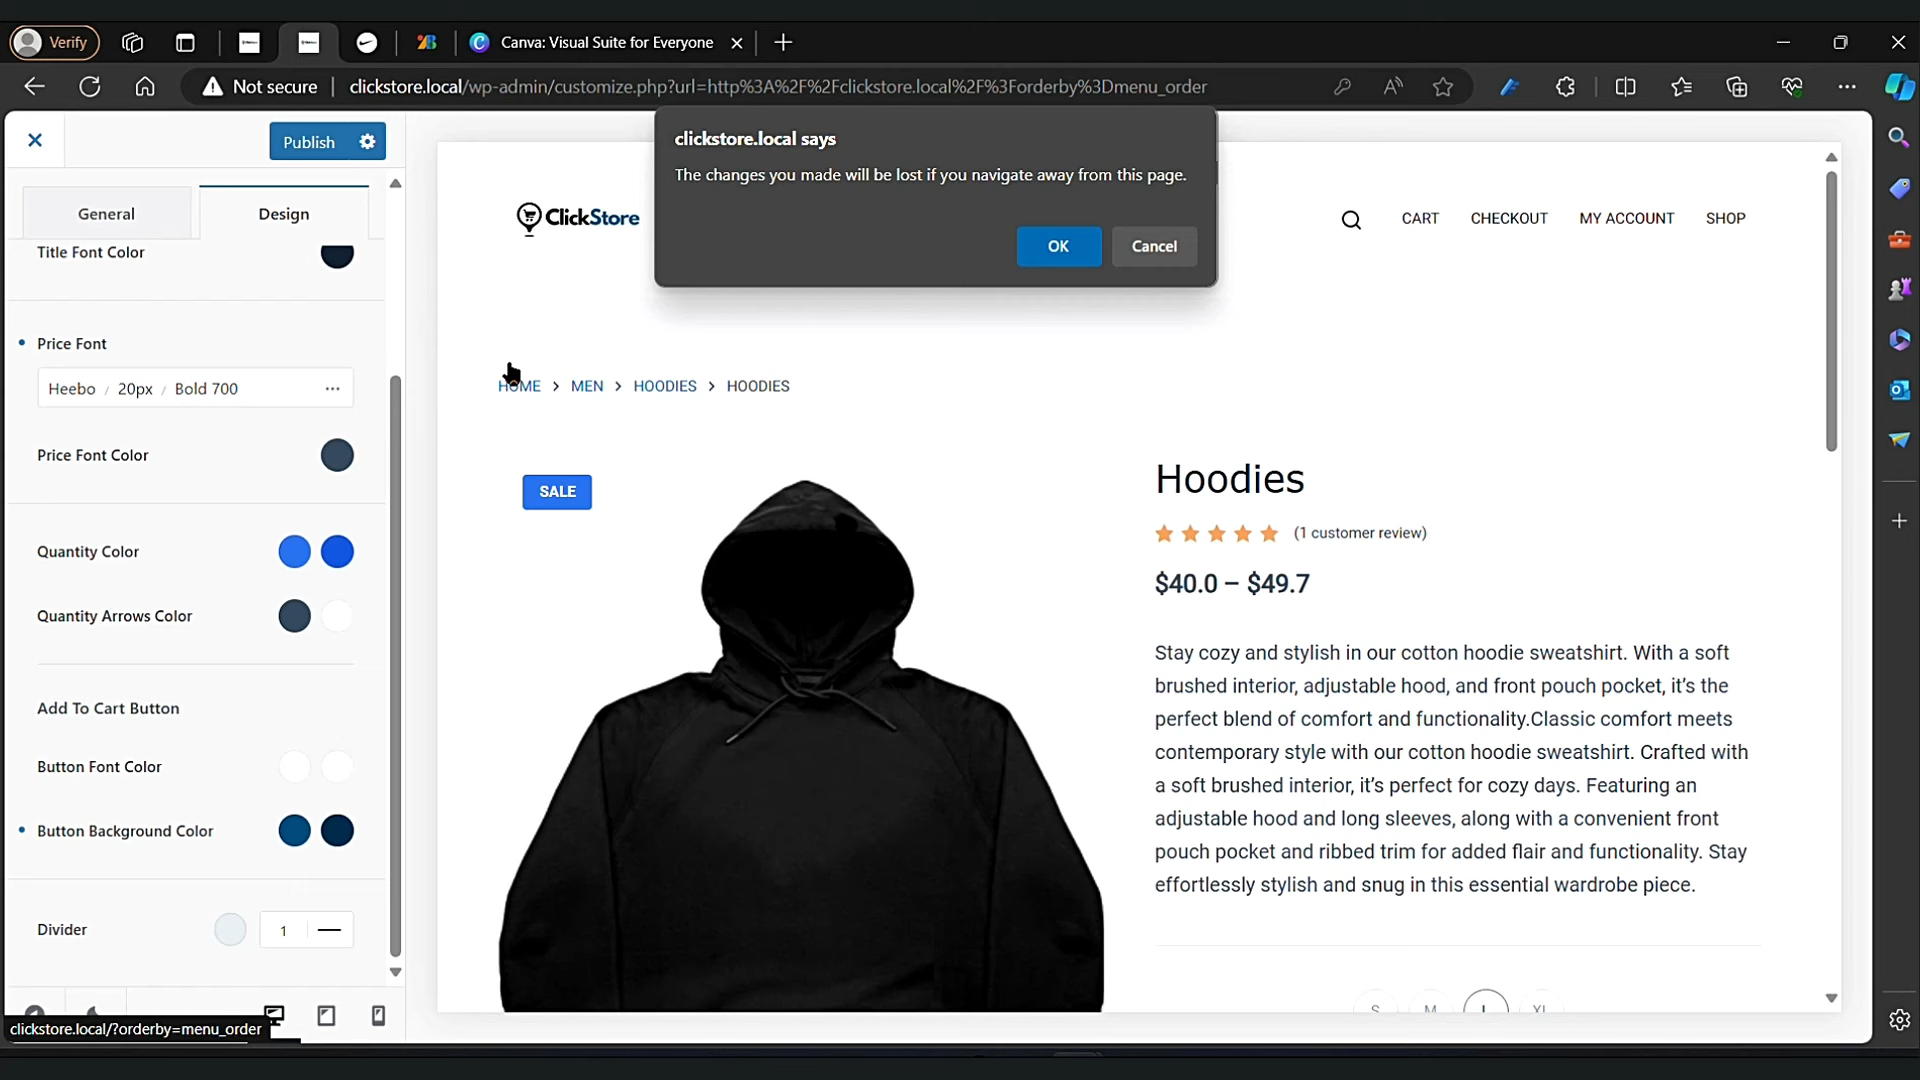 Verify
Canva: Visual Suite for Everyone
Not secure
clickstore.local/wp-admin/customize.php?url=http%3A%2F%2Fclickstore.local%2F%3Forderby%3Dmenu_order
Publish
clickstore.local says
The changes you made will be lost if you navigate away from this page.
OK
Cancel
General
Design
ClickStore
CART
CHECKOUT
MY ACCOUNT
SHOP
Title Font Color
Price Font
Heebo / 20px / Bold 700
Price Font Color
Quantity Color
Quantity Arrows Color
Add To Cart Button
Button Font Color
Button Background Color
Divider
1
clickstore.local/?orderby=menu_order
HOME > MEN > HOODIES > HOODIES
SALE
Hoodies
(1 customer review)
$40.0 – $49.7
Stay cozy and stylish in our cotton hoodie sweatshirt. With a soft
brushed interior, adjustable hood, and front pouch pocket, it's the
perfect blend of comfort and functionality.Classic comfort meets
contemporary style with our cotton hoodie sweatshirt. Crafted with
a soft brushed interior, it's perfect for cozy days. Featuring an
adjustable hood and long sleeves, along with a convenient front
pouch pocket and ribbed trim for added flair and functionality. Stay
effortlessly stylish and snug in this essential wardrobe piece.
S M L XL